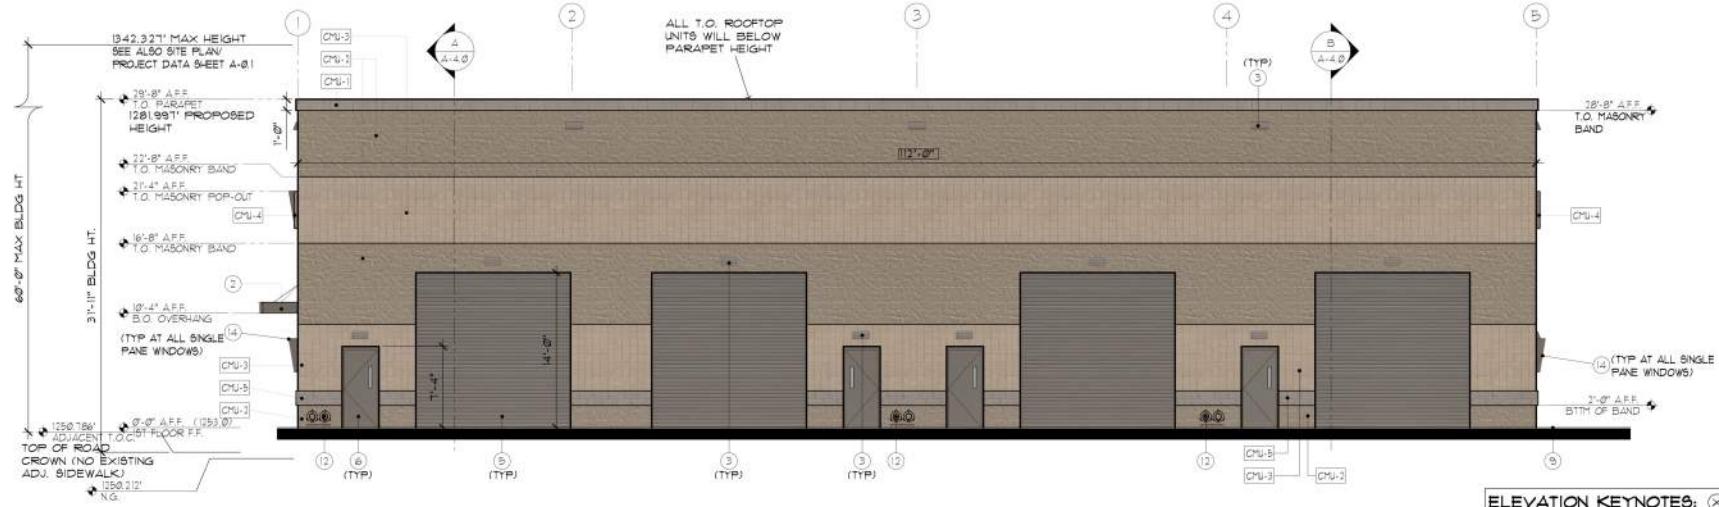 1 2 3 4 5
ALL T.O. ROOFTOP
UNITS WILL BELOW
PARAPET HEIGHT
A
A-4.0
B
A-4.0
(TYP)
3
1342.327' MAX HEIGHT
SEE ALSO SITE PLAN/
PROJECT DATA SHEET A-0.1
CMU-3
CMU-2
CMU-1
29'-8" A.F.F.
T.O. PARAPET
1281.997' PROPOSED
HEIGHT
1'-0"
28'-8" A.F.F.
T.O. MASONRY
BAND
112'-0"
22'-8" A.F.F.
T.O. MASONRY BAND
21'-4" A.F.F.
T.O. MASONRY POP-OUT
CMU-4
CMU-4
16'-8" A.F.F.
T.O. MASONRY BAND
60'-0" MAX BLDG HT
31'-11" BLDG HT.
2
10'-4" A.F.F.
B.O. OVERHANG
(TYP AT ALL SINGLE
PANE WINDOWS)
14
14
(TYP AT ALL SINGLE
PANE WINDOWS)
CMU-3
CMU-5
CMU-2
7'-4"
14'-0"
2'-0" A.F.F.
BTTM OF BAND
0'-0" A.F.F. (1253.0)
1ST FLOOR F.F.
1250.786'
ADJACENT T.O.C.
TOP OF ROAD
CROWN (NO EXISTING
ADJ. SIDEWALK)
1250.212'
N.G.
12
6
(TYP)
5
(TYP)
3
(TYP)
3
(TYP)
12
12
CMU-5
CMU-3
CMU-2
9
ELEVATION KEYNOTES: X